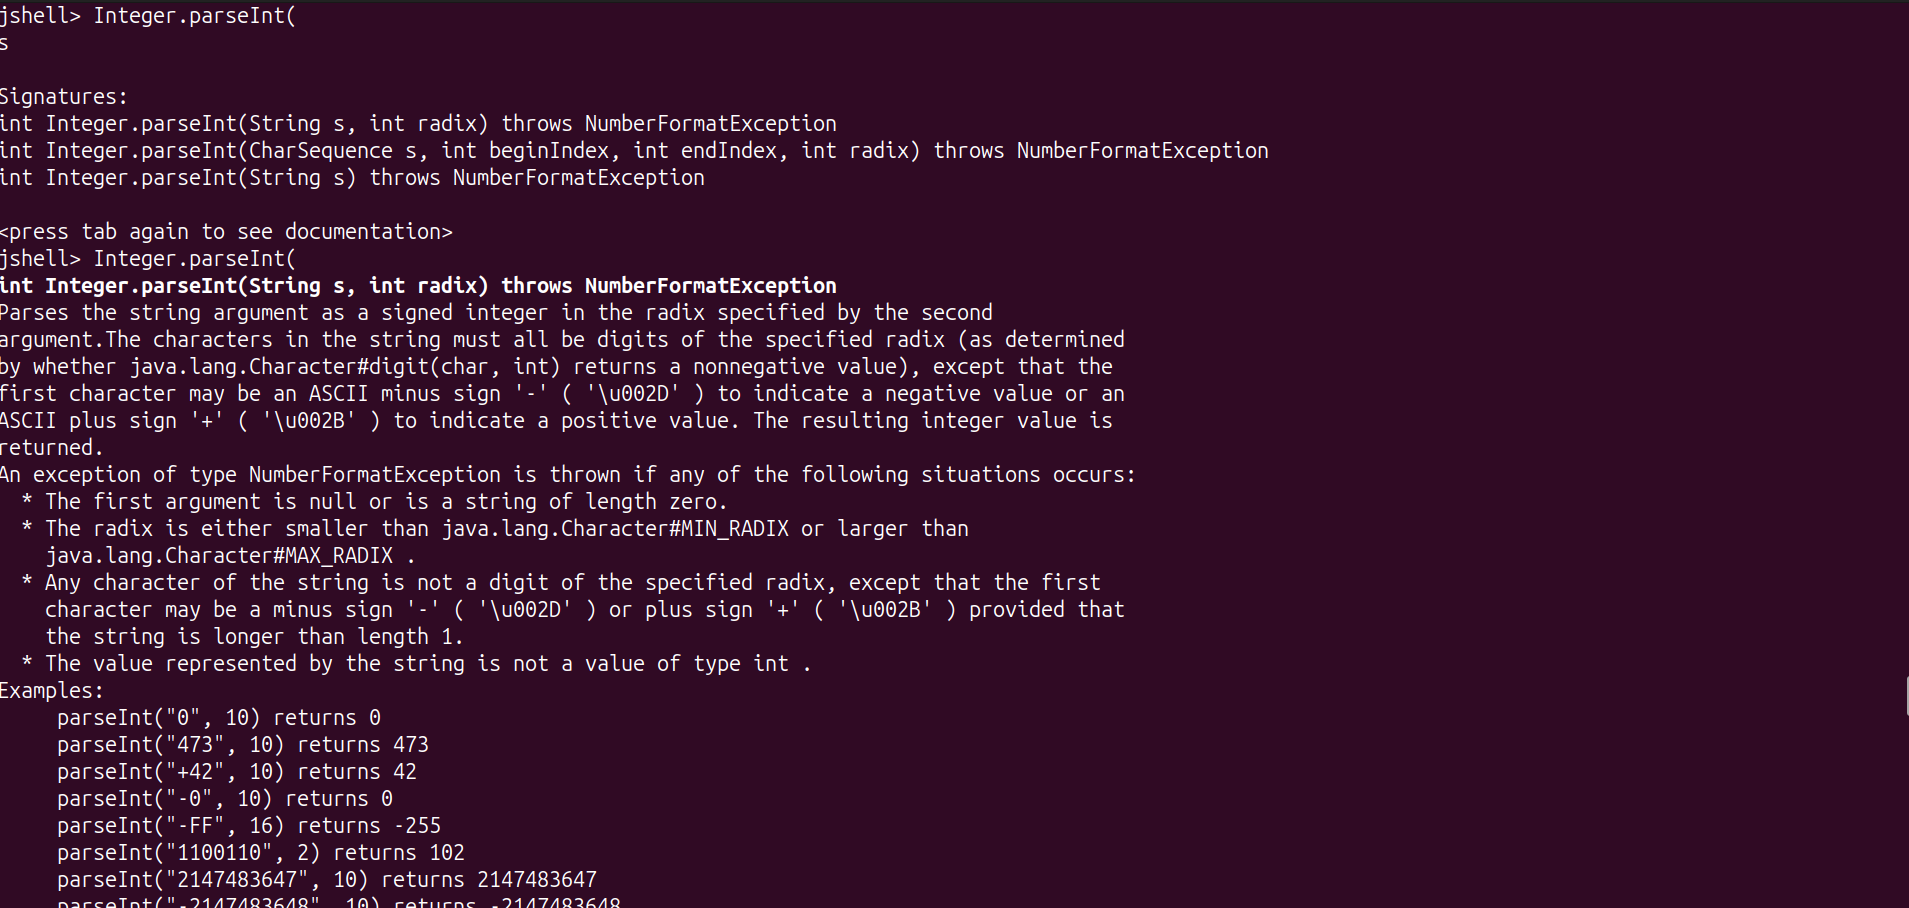 jshell> Integer.parseInt(
s
Signatures:
int Integer.parseInt(String s, int radix) throws NumberFormatException
int Integer.parseInt(CharSequence s, int beginIndex, int endIndex, int radix) throws NumberFormatException
int Integer.parseInt(String s) throws NumberFormatException
<press tab again to see documentation>
jshell> Integer.parseInt(
int Integer.parseInt(String s, int radix) throws NumberFormatException
Parses the string argument as a signed integer in the radix specified by the second
argument.The characters in the string must all be digits of the specified radix (as determined
by whether java.lang.Character#digit(char, int) returns a nonnegative value), except that the
first character may be an ASCII minus sign '-' ( '\u002D' ) to indicate a negative value or an
ASCII plus sign '+' ( '\u002B' ) to indicate a positive value. The resulting integer value is
returned.
An exception of type NumberFormatException is thrown if any of the following situations occurs:
* The first argument is null or is a string of length zero.
* The radix is either smaller than java.lang.Character#MIN_RADIX or larger than
java.lang.Character#MAX_RADIX .
* Any character of the string is not a digit of the specified radix, except that the first
character may be a minus sign '-' ( '\u002D' ) or plus sign '+' ( '\u002B' ) provided that
the string is longer than length 1.
* The value represented by the string is not a value of type int .
Examples:
parseInt("0", 10) returns 0
parseInt("473", 10) returns 473
parseInt("+42", 10) returns 42
parseInt("-0", 10) returns 0
parseInt("-FF", 16) returns -255
parseInt("1100110", 2) returns 102
parseInt("2147483647", 10) returns 2147483647
parseInt("-2147483648", 10) returns -2147483648